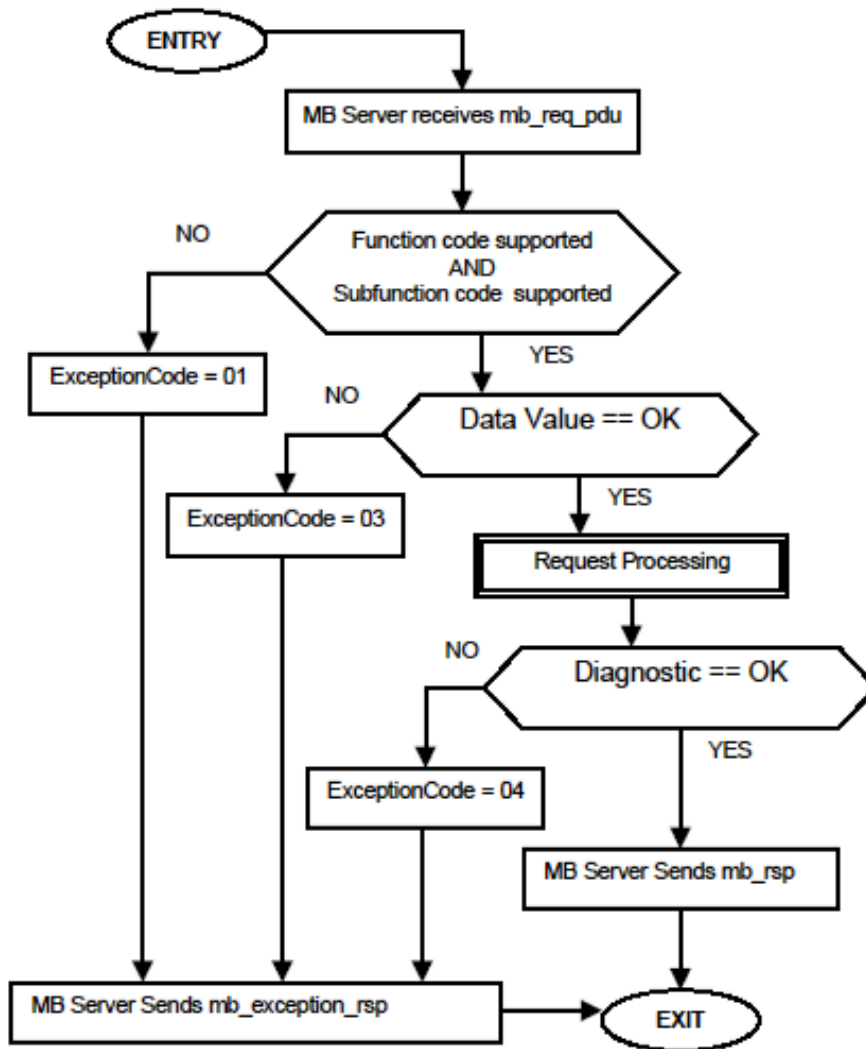 ENTRY
MB Server receives mb_req_pdu
NO
Function code supported
AND
Subfunction code supported
YES
ExceptionCode = 01
NO
Data Value == OK
YES
ExceptionCode = 03
Request Processing
NO
Diagnostic == OK
YES
ExceptionCode = 04
MB Server Sends mb_rsp
MB Server Sends mb_exception_rsp
EXIT